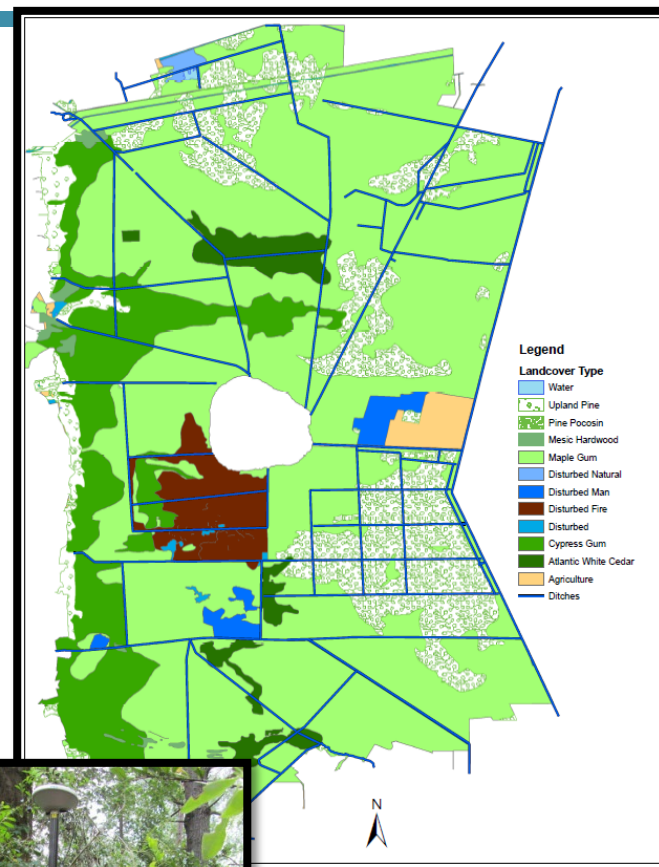 Legend
Landcover Type
Water
Upland Pine
Pine Pocosin
Mesic Hardwood
Maple Gum
Disturbed Natural
Disturbed Man
Disturbed Fire
Disturbed
Cypress Gum
Atlantic White Cedar
Agriculture
Ditches
N